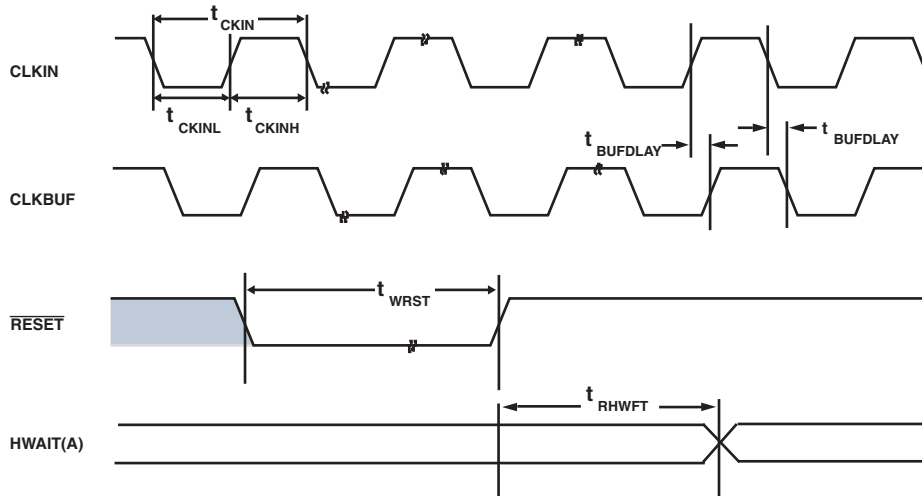 t CKIN
CLKIN
t CKINL
t CKINH
t BUFDLAY
t BUFDLAY
CLKBUF
t WRST
RESET
t RHWFT
HWAIT(A)